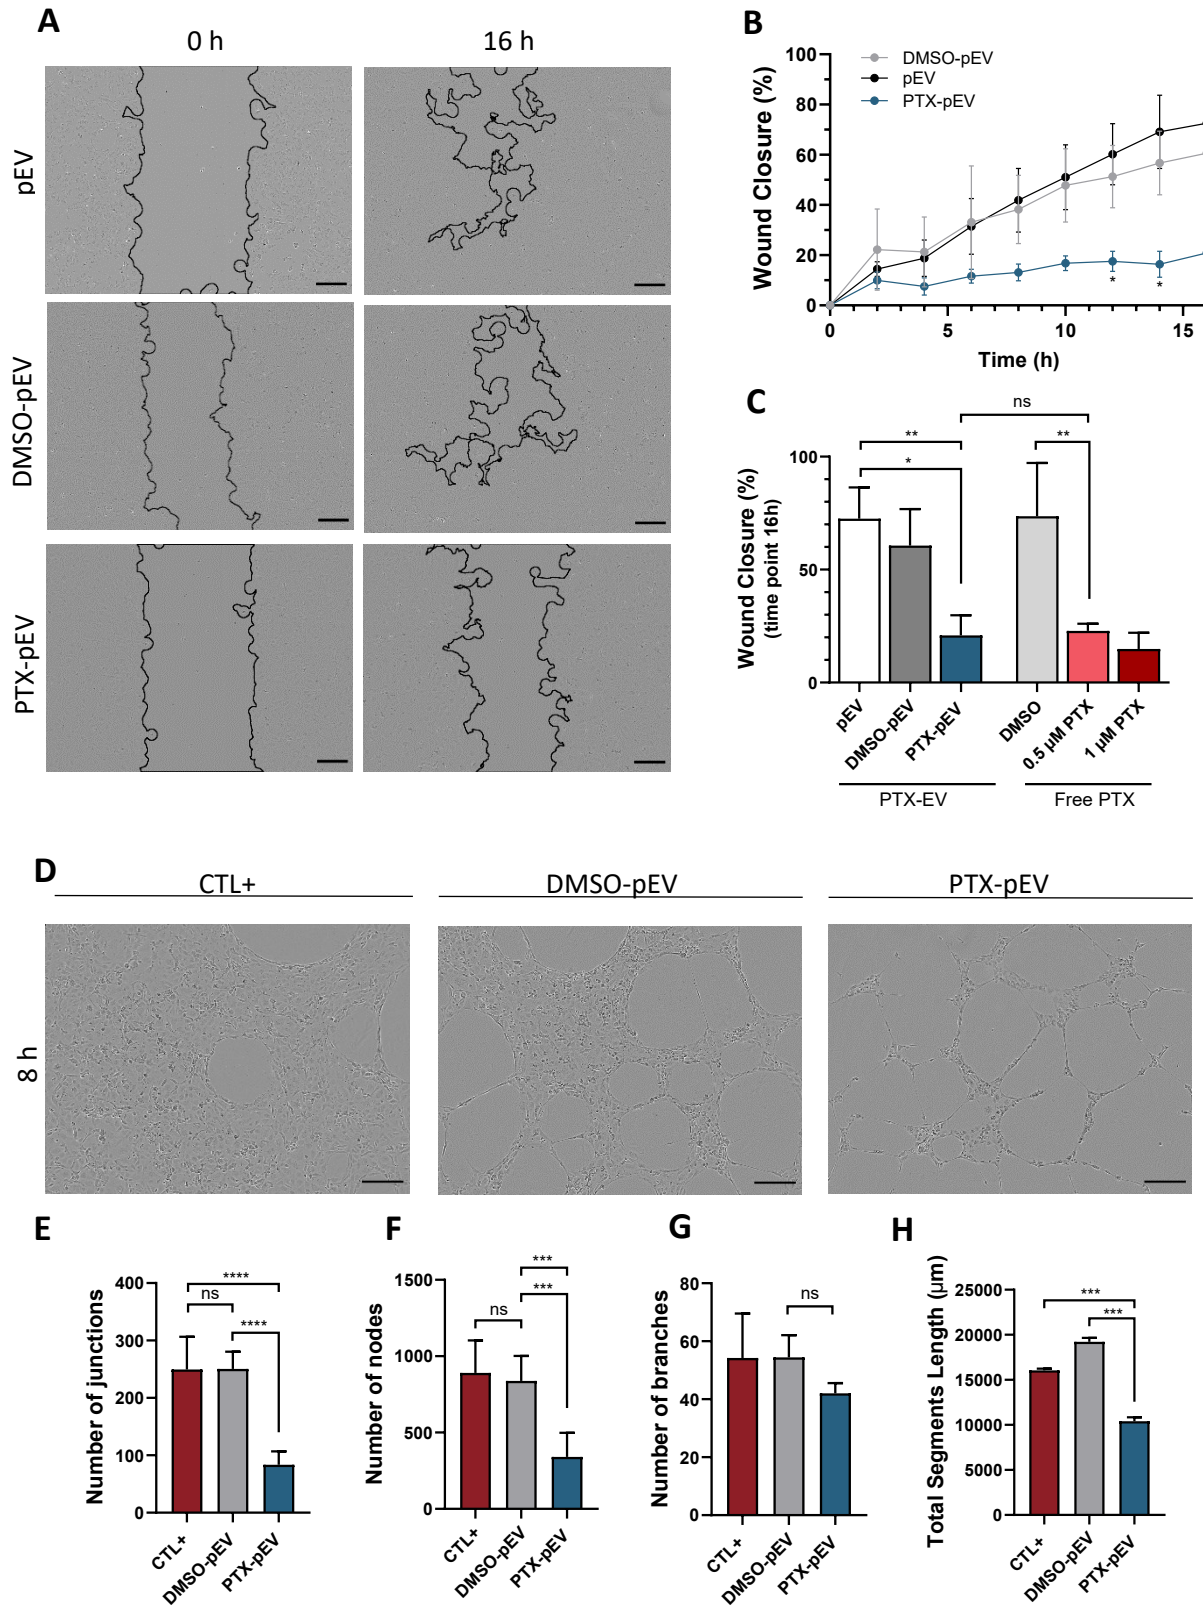 A
0 h
16 h
pEV
DMSO-pEV
PTX-pEV
B
Wound Closure (%)
100
80
60
40
20
0
DMSO-pEV
pEV
PTX-pEV
*
*
0
5
10
15
Time (h)
C
Wound Closure (%)
(time point 16h)
100
50
0
ns
**
*
**
pEV
DMSO-pEV
PTX-pEV
DMSO
0.5 µM PTX
1 µM PTX
PTX-EV
Free PTX
D
CTL+
DMSO-pEV
PTX-pEV
8 h
E
Number of junctions
400
300
200
100
0
****
ns
****
CTL+
DMSO-pEV
PTX-pEV
F
Number of nodes
1500
1000
500
0
***
***
ns
CTL+
DMSO-pEV
PTX-pEV
G
Number of branches
80
60
40
20
0
ns
CTL+
DMSO-pEV
PTX-pEV
H
Total Segments Length (µm)
25000
20000
15000
10000
5000
0
***
***
CTL+
DMSO-pEV
PTX-pEV